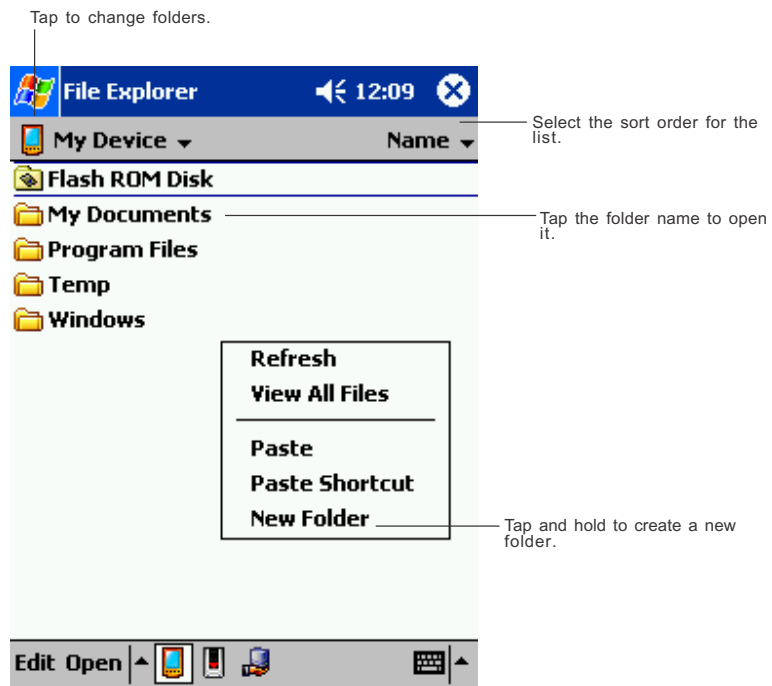 Tap to change folders.
File Explorer 12:09
My Device Name
Select the sort order for the
list.
Flash ROM Disk
My Documents
Tap the folder name to open
it.
Program Files
Temp
Windows
Refresh
View All Files
Paste
Paste Shortcut
New Folder
Tap and hold to create a new
folder.
Edit Open